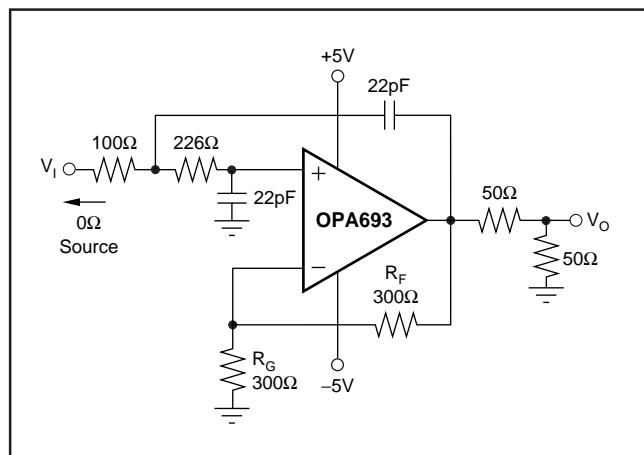 +5V
22pF
100Ω
226Ω
V_I
22pF
0Ω
Source
+
OPA693
−
50Ω
V_O
50Ω
R_F
300Ω
R_G
300Ω
−5V